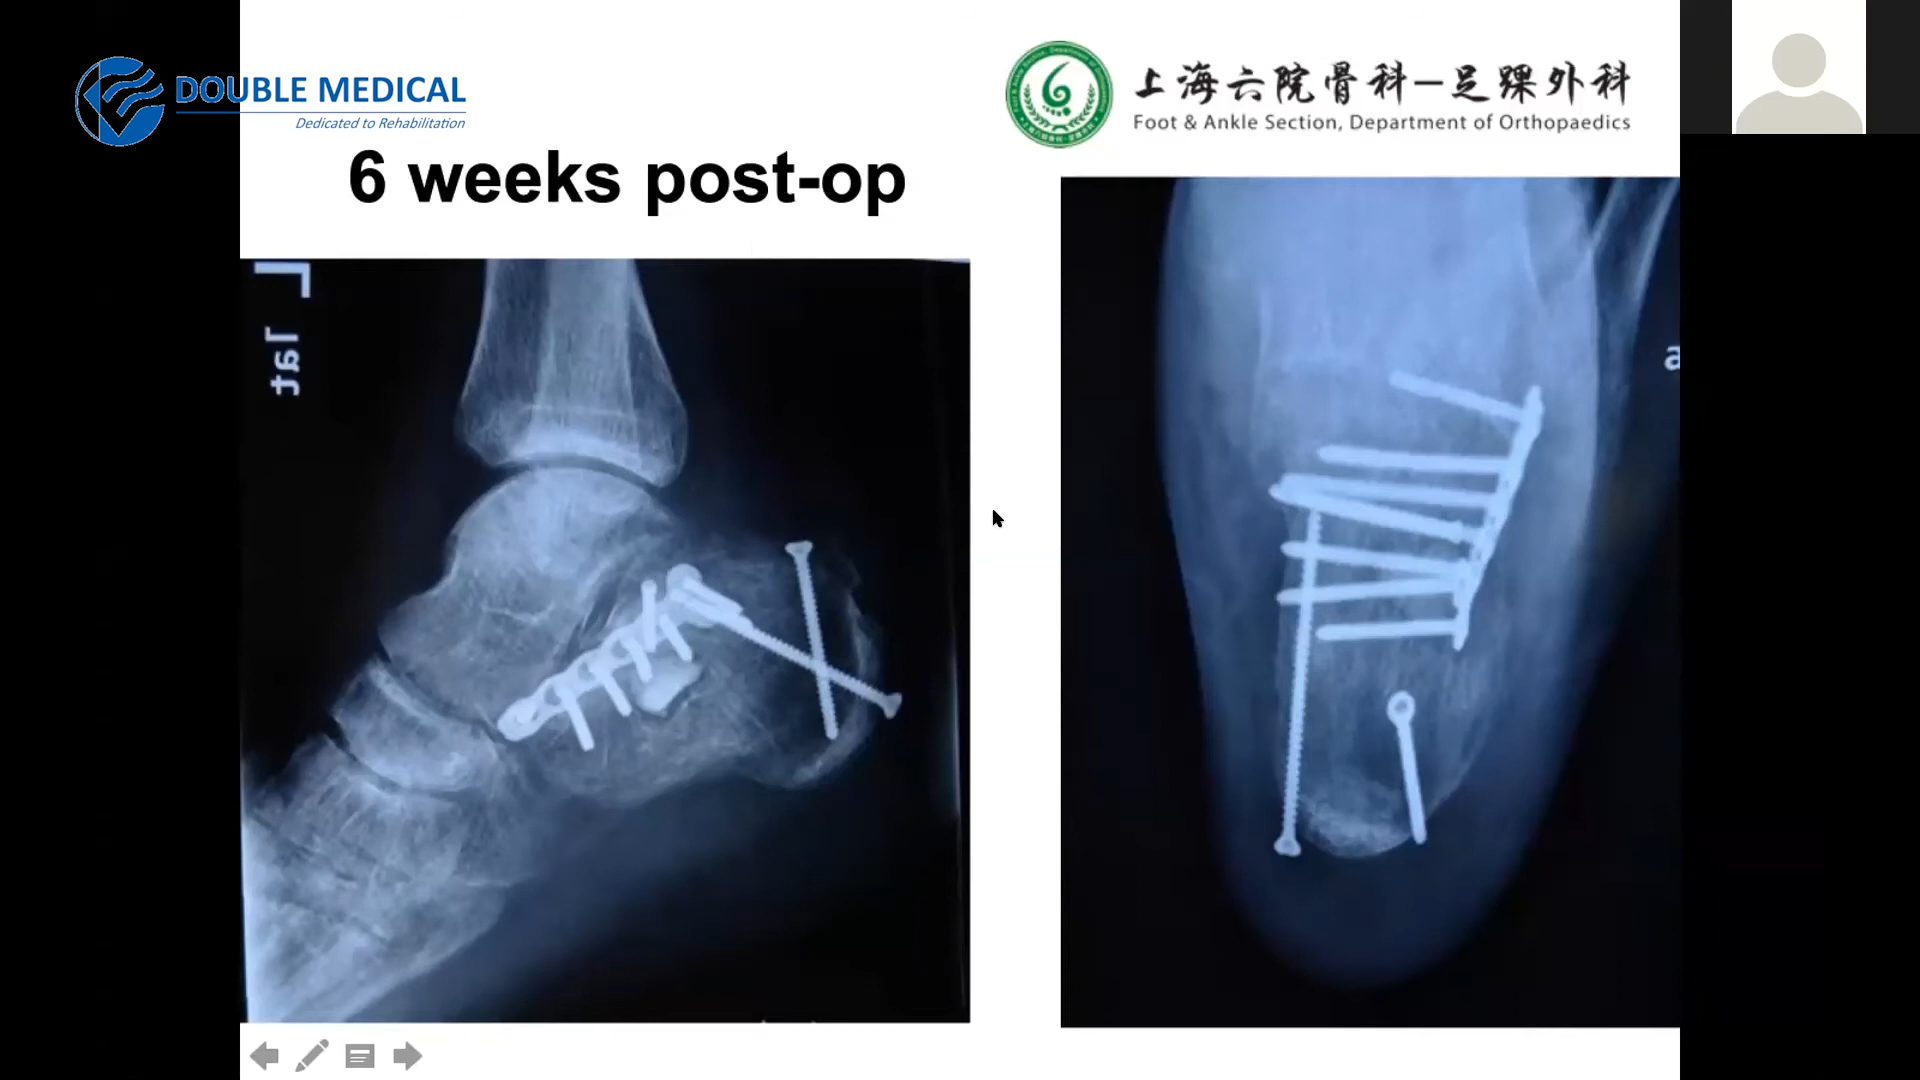 DOUBLE MEDICAL
Dedicated to Rehabilitation
上海六院骨科—足踝外科
Foot & Ankle Section, Department of Orthopaedics
6 weeks post-op
L
lat
a